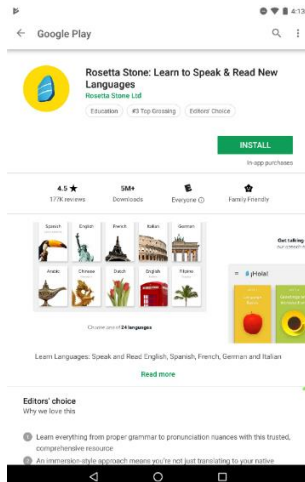 4:13
Google Play
Rosetta Stone: Learn to Speak & Read New
Languages
Rosetta Stone Ltd
Education
#3 Top Grossing
Editors' Choice
INSTALL
In-app purchases
4.5 ★
177K reviews
5M+
Downloads
Everyone
Family Friendly
Spanish
English
French
Italian
German
Arabic
Chinese
Dutch
English
Filipino
Choose one of 24 languages
Get talking
¡Hola!
Learn Languages: Speak and Read English, Spanish, French, German and Italian
Read more
Editors' choice
Why we love this
1 Learn everything from proper grammar to pronunciation nuances with this trusted,
comprehensive resource
2 An immersion-style approach means you're not just translating to your native